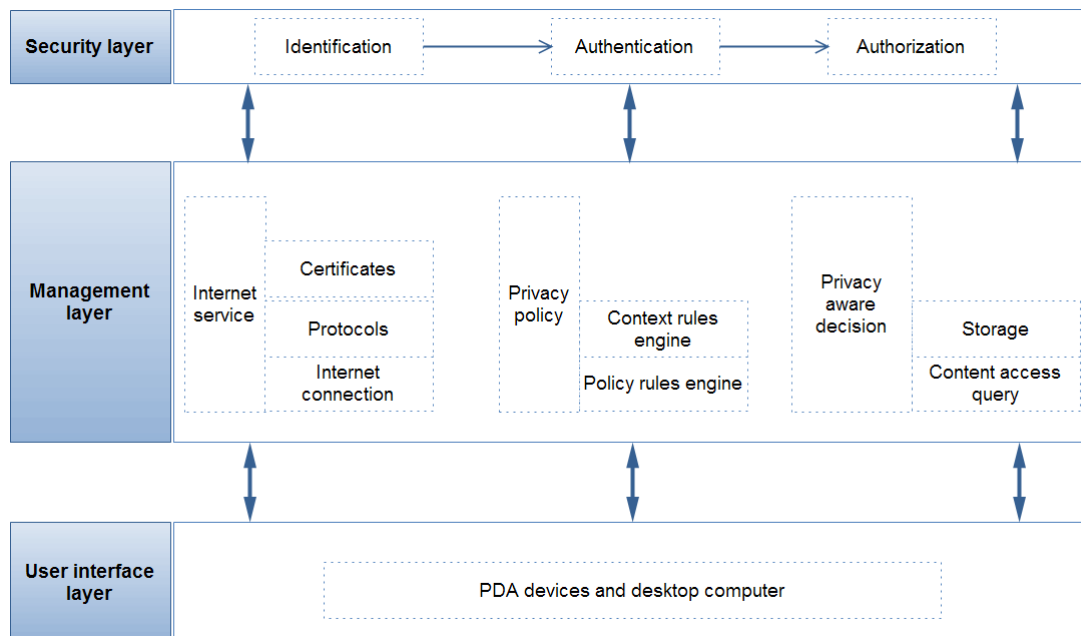 Security layer
Identification
Authentication
Authorization
Management
layer
Internet
service
Certificates
Protocols
Internet
connection
Privacy
policy
Context rules
engine
Policy rules engine
Privacy
aware
decision
Storage
Content access
query
User interface
layer
PDA devices and desktop computer